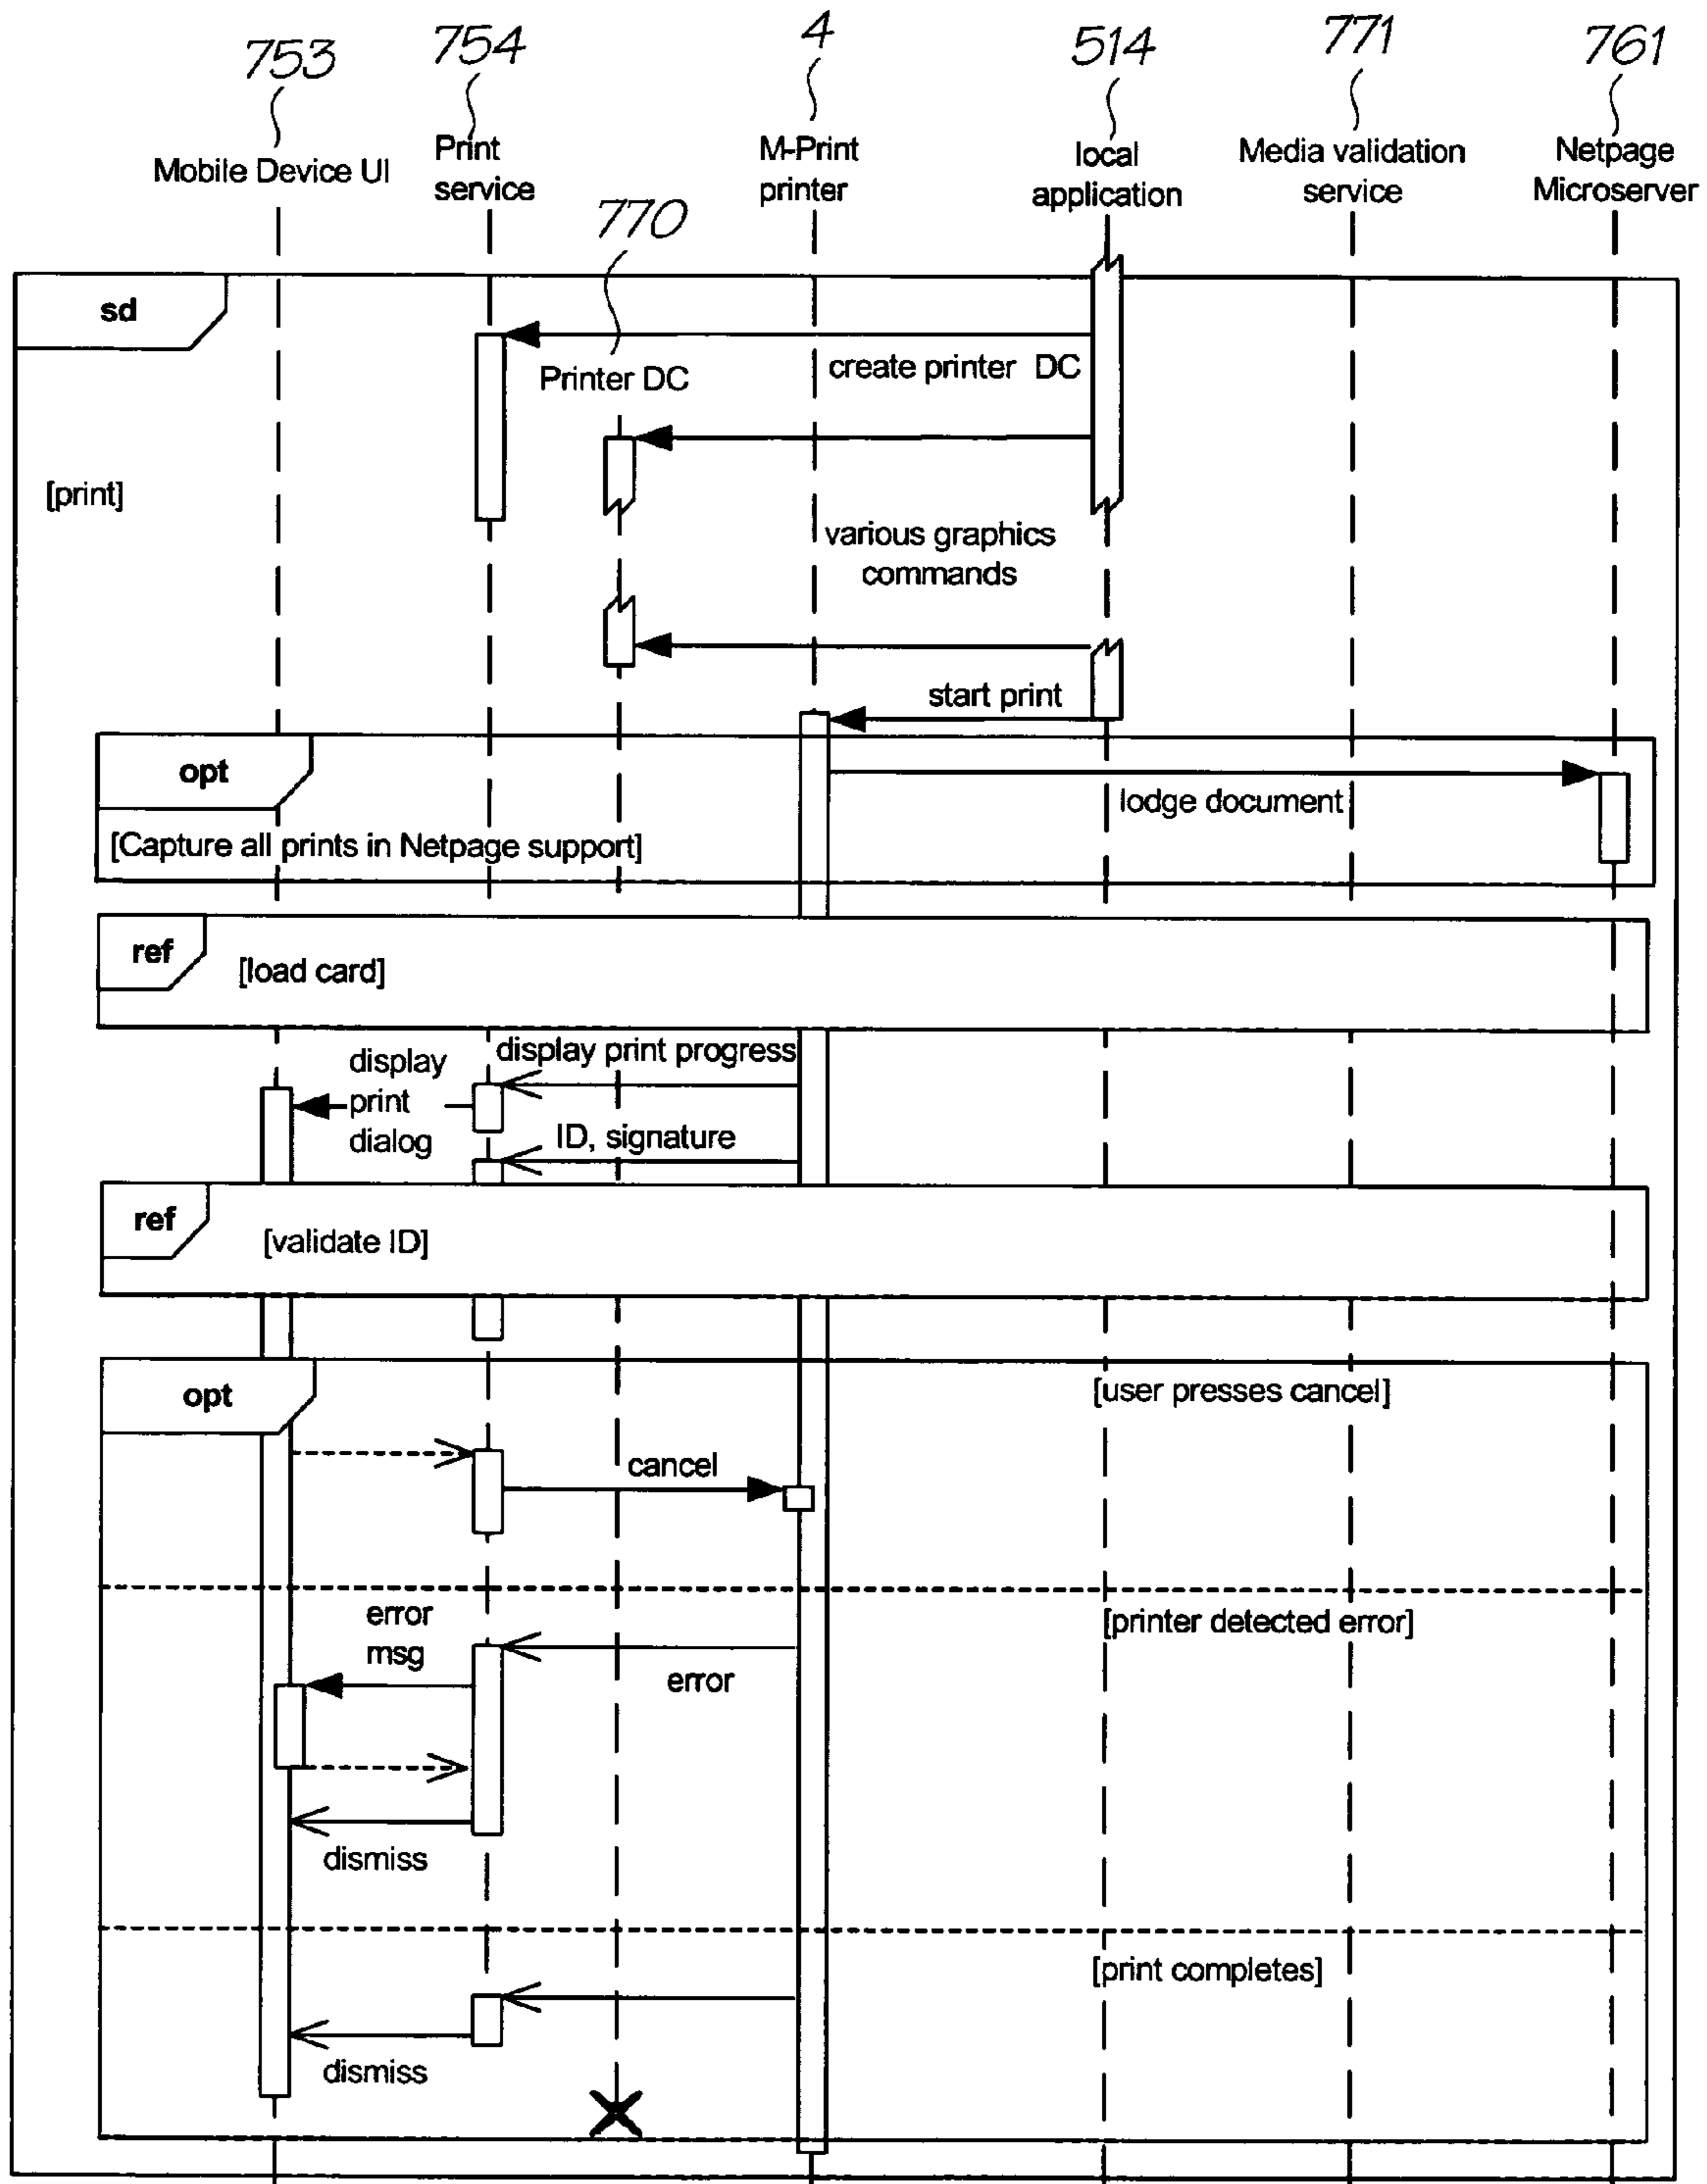 753
754
4
514
771
761
Mobile Device UI
Print
service
M-Print
printer
local
application
Media validation
service
Netpage
Microserver
770
sd
create printer DC
Printer DC
[print]
various graphics
commands
start print
opt
lodge document
[Capture all prints in Netpage support]
ref
[load card]
display print progress
display
print
dialog
ID, signature
ref
[validate ID]
opt
[user presses cancel]
cancel
[printer detected error]
error
msg
error
dismiss
[print completes]
dismiss